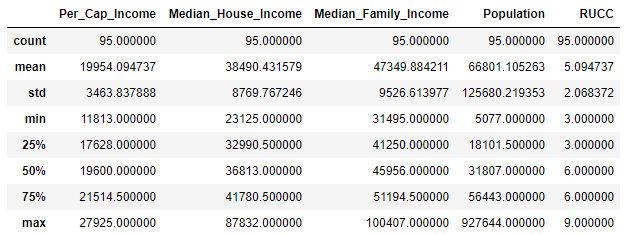 Per_Cap_Income Median_House_Income Median_Family_Income Population RUCC
count 95.000000 95.000000 95.000000 95.000000 95.000000
mean 19954.094737 38490.431579 47349.884211 66801.105263 5.094737
std 3463.837888 8769.767246 9526.613977 125680.219353 2.068372
min 11813.000000 23125.000000 31495.000000 5077.000000 3.000000
25% 17628.000000 32990.500000 41250.000000 18101.500000 3.000000
50% 19600.000000 36813.000000 45956.000000 31807.000000 6.000000
75% 21514.500000 41780.500000 51194.500000 56443.000000 6.000000
max 27925.000000 87832.000000 100407.000000 927644.000000 9.000000